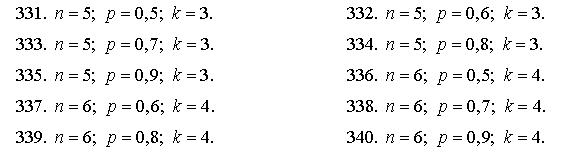 331. n = 5; p = 0,5; k = 3. 332. n = 5; p = 0,6; k = 3.
333. n = 5; p = 0,7; k = 3. 334. n = 5; p = 0,8; k = 3.
335. n = 5; p = 0,9; k = 3. 336. n = 6; p = 0,5; k = 4.
337. n = 6; p = 0,6; k = 4. 338. n = 6; p = 0,7; k = 4.
339. n = 6; p = 0,8; k = 4. 340. n = 6; p = 0,9; k = 4.